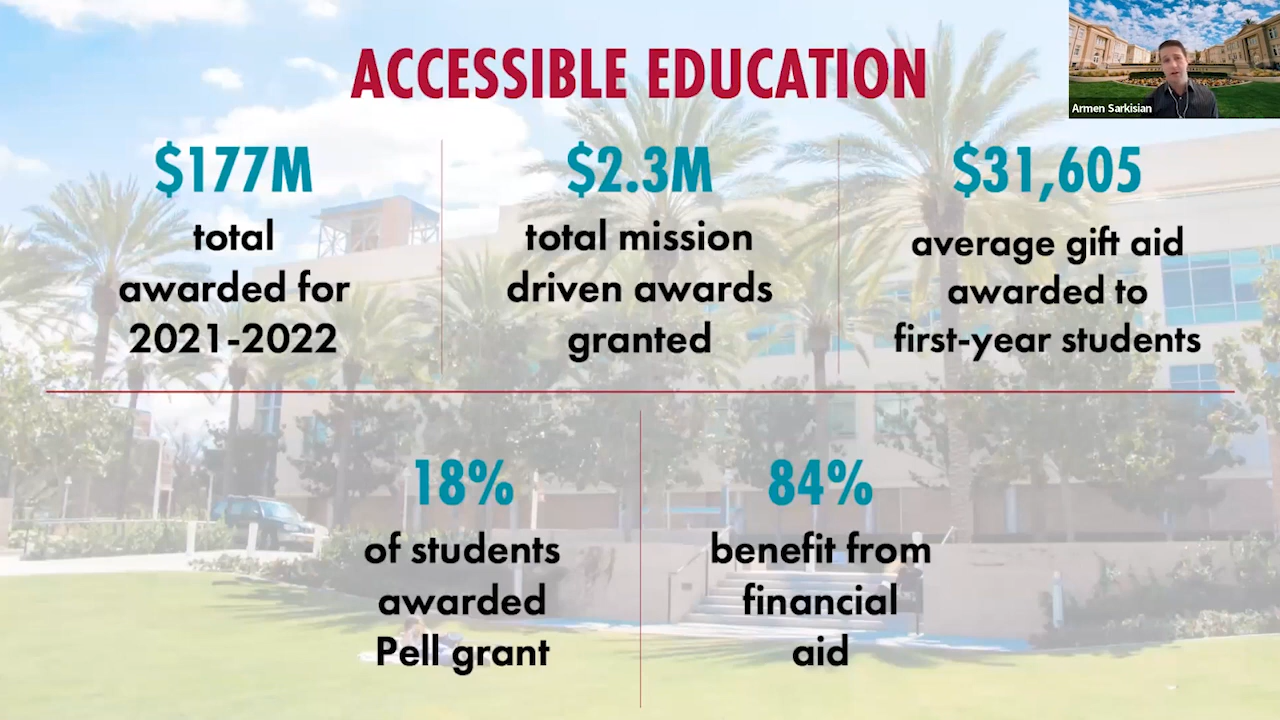 ACCESSIBLE EDUCATION
Armen Sarkisian
$177M
total
awarded for
2021-2022
$2.3M
total mission
driven awards
granted
$31,605
average gift aid
awarded to
first-year students
18%
of students
awarded
Pell grant
84%
benefit from
financial
aid